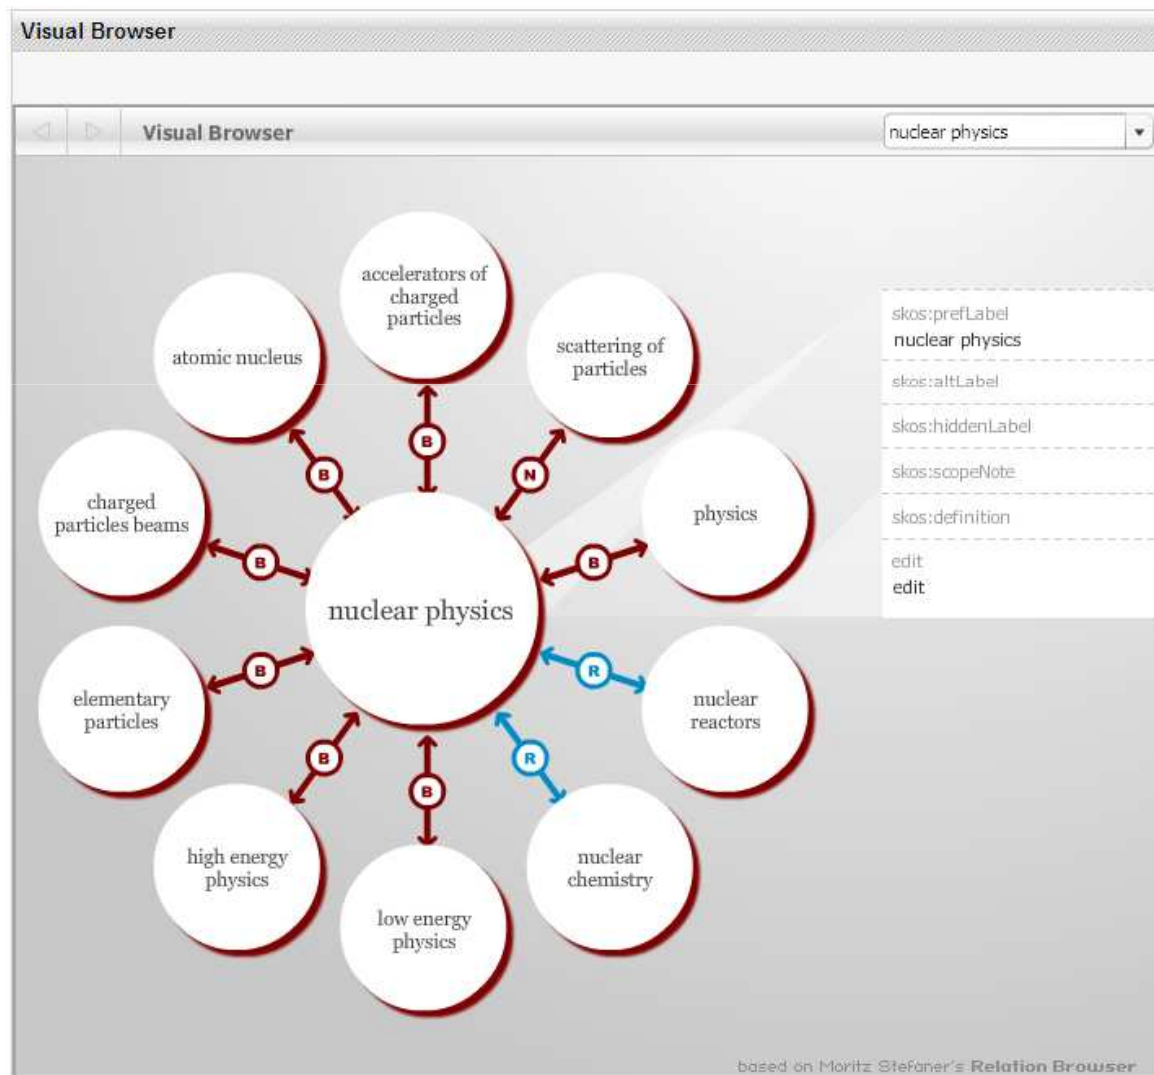 Visual Browser
Visual Browser
nuclear physics
accelerators of
charged
particles
atomic nucleus
scattering of
particles
skos:prefLabel
nuclear physics
skos:altLabel
skos:hiddenLabel
skos:scopeNote
skos:definition
edit
edit
charged
particles beams
physics
B
B
N
B
B
nuclear physics
elementary
particles
B
R
nuclear
reactors
B
B
R
high energy
physics
low energy
physics
nuclear
chemistry
based on Moritz Stefaner's Relation Browser